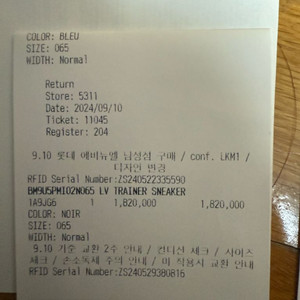 COLOR: BLEU
SIZE: 065
WIDTH: Normal
Return
Store: 5311
Date: 2024/09/10
Ticket: 11045
Register: 204
9.10 롯데 에비뉴엘 남성점 구매 / conf. LKM1 /
디자인 변경
RFID Serial Number:ZS240522335590
BM9U5PMI02N065 LV TRAINER SNEAKER
1A9JG6 1 1,820,000 1,820,000
COLOR: NOIR
SIZE: 065
WIDTH: Normal
9.10 기준 교환 2주 안내 / 컨디션 체크 / 사이즈
체크 / 손소독제 주의 안내 / 미 착용시 교환 안내
RFID Serial Number:ZS240529380816